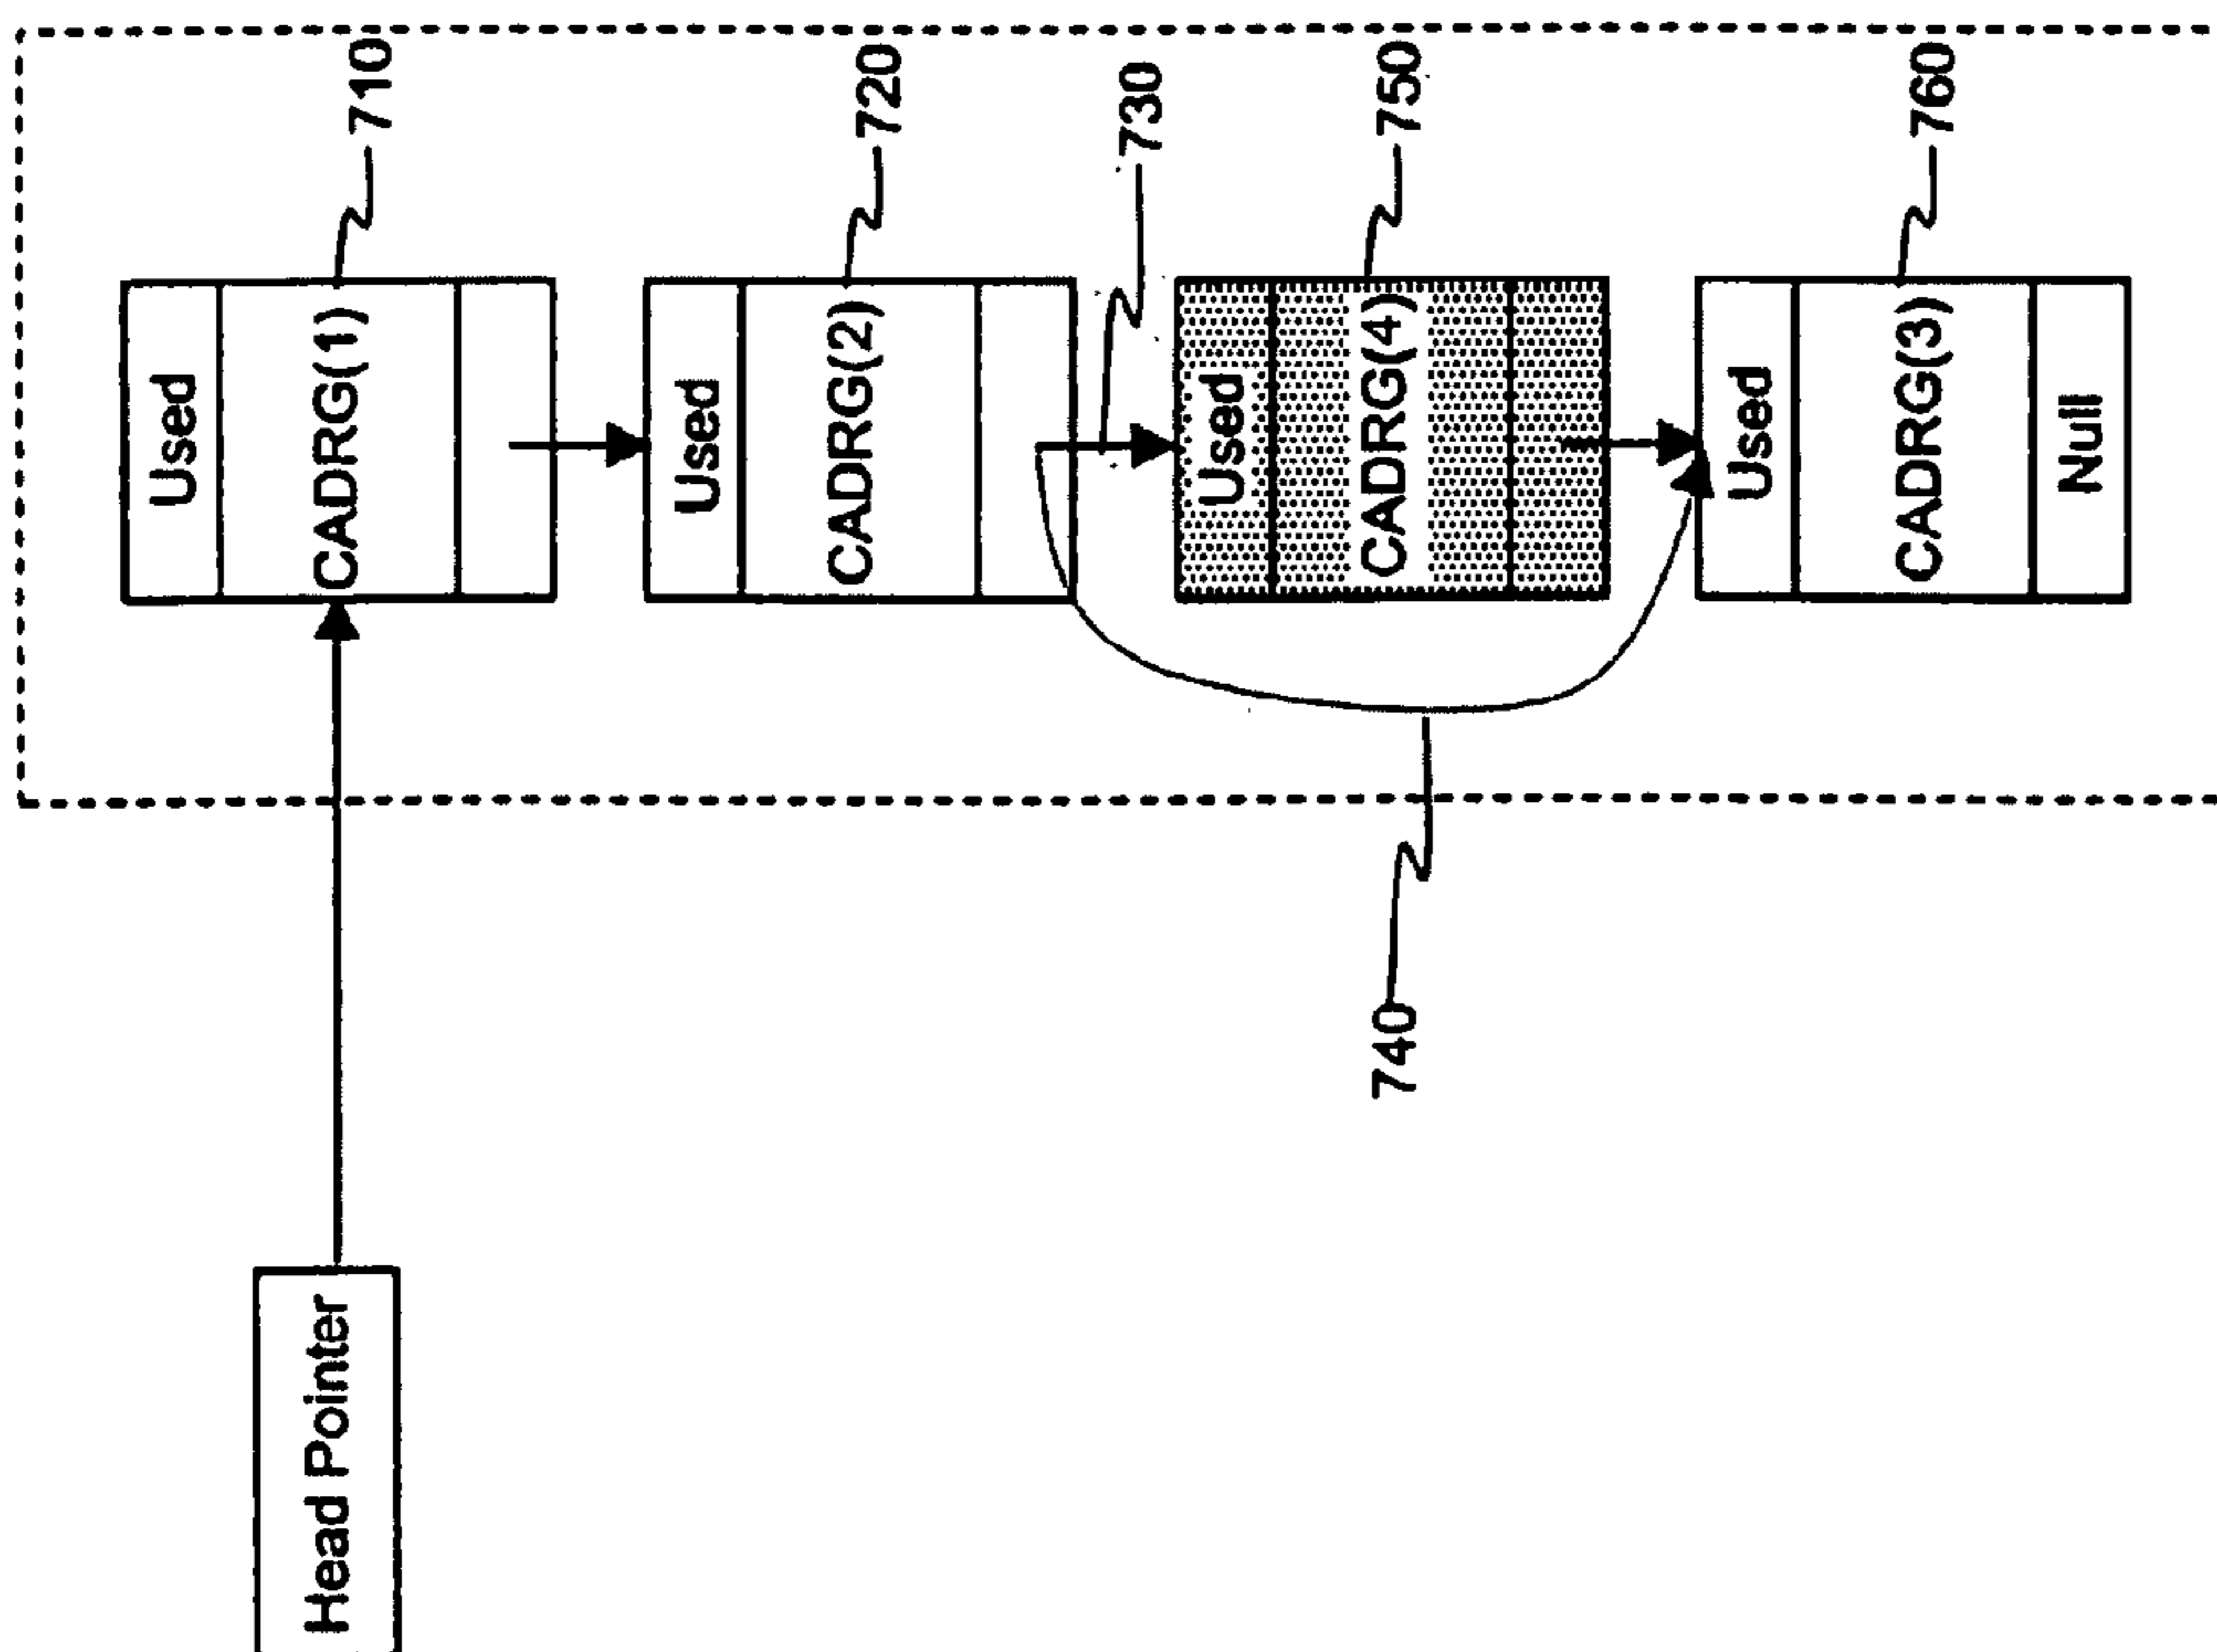 Head Pointer
Used
CADRG(1)
710
Used
CADRG(2)
720
730
Used
CADRG(4)
750
740
Used
CADRG(3)
Null
760